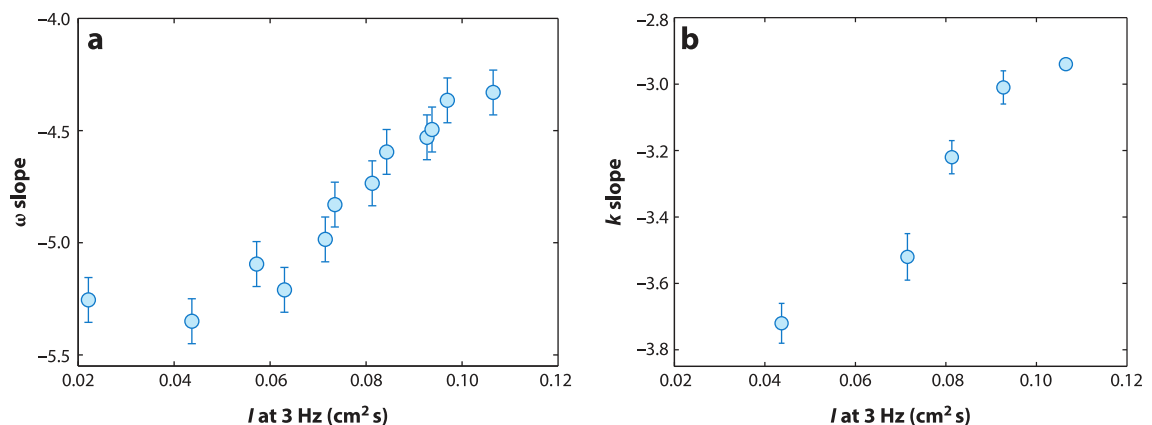 a
−4.0
−4.5
−5.0
−5.5
ω slope
0.02 0.04 0.06 0.08 0.10 0.12
I at 3 Hz (cm² s)
b
−2.8
−3.0
−3.2
−3.4
−3.6
−3.8
k slope
0.02 0.04 0.06 0.08 0.10 0.12
I at 3 Hz (cm² s)